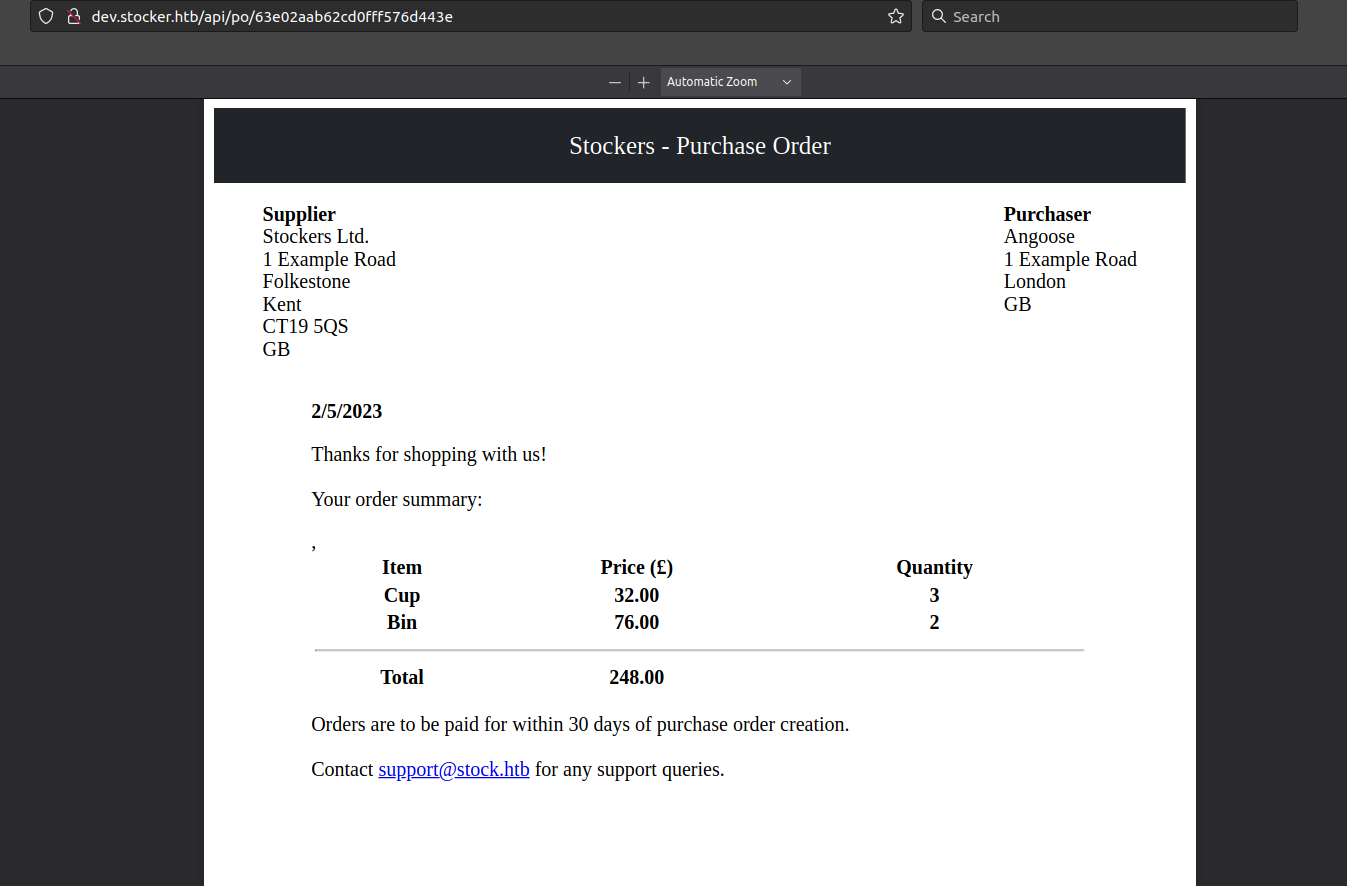 dev.stocker.htb/api/po/63e02aab62cd0fff576d443e
Search
Automatic Zoom
Stockers - Purchase Order
Supplier
Stockers Ltd.
1 Example Road
Folkestone
Kent
CT19 5QS
GB
Purchaser
Angoose
1 Example Road
London
GB
2/5/2023
Thanks for shopping with us!
Your order summary:
,
Item Price (£) Quantity
Cup 32.00 3
Bin 76.00 2
Total 248.00
Orders are to be paid for within 30 days of purchase order creation.
Contact support@stock.htb for any support queries.